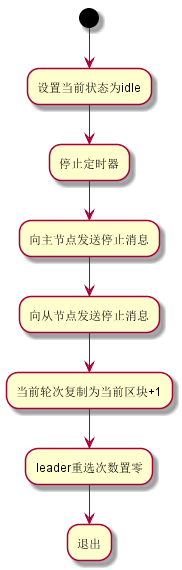 设置当前状态为idle
停止定时器
向主节点发送停止消息
向从节点发送停止消息
当前轮次复制为当前区块+1
leader重选次数置零
退出